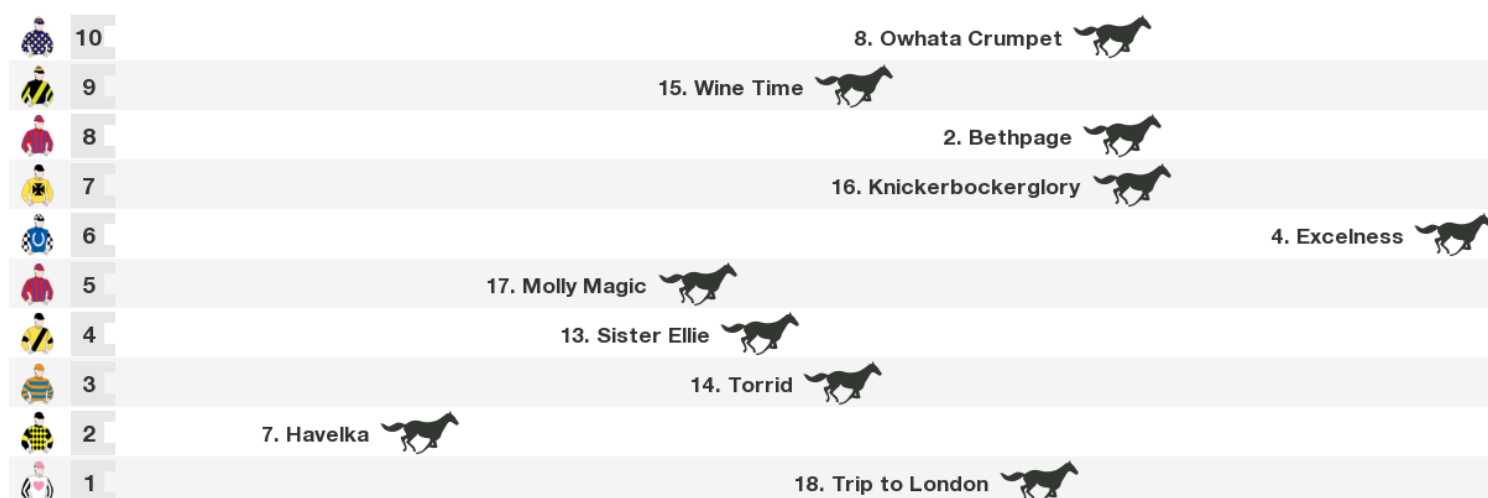 10 8. Owhata Crumpet
9 15. Wine Time
8 2. Bethpage
7 16. Knickerbockerglory
6 4. Excelness
5 17. Molly Magic
4 13. Sister Ellie
3 14. Torrid
2 7. Havelka
1 18. Trip to London